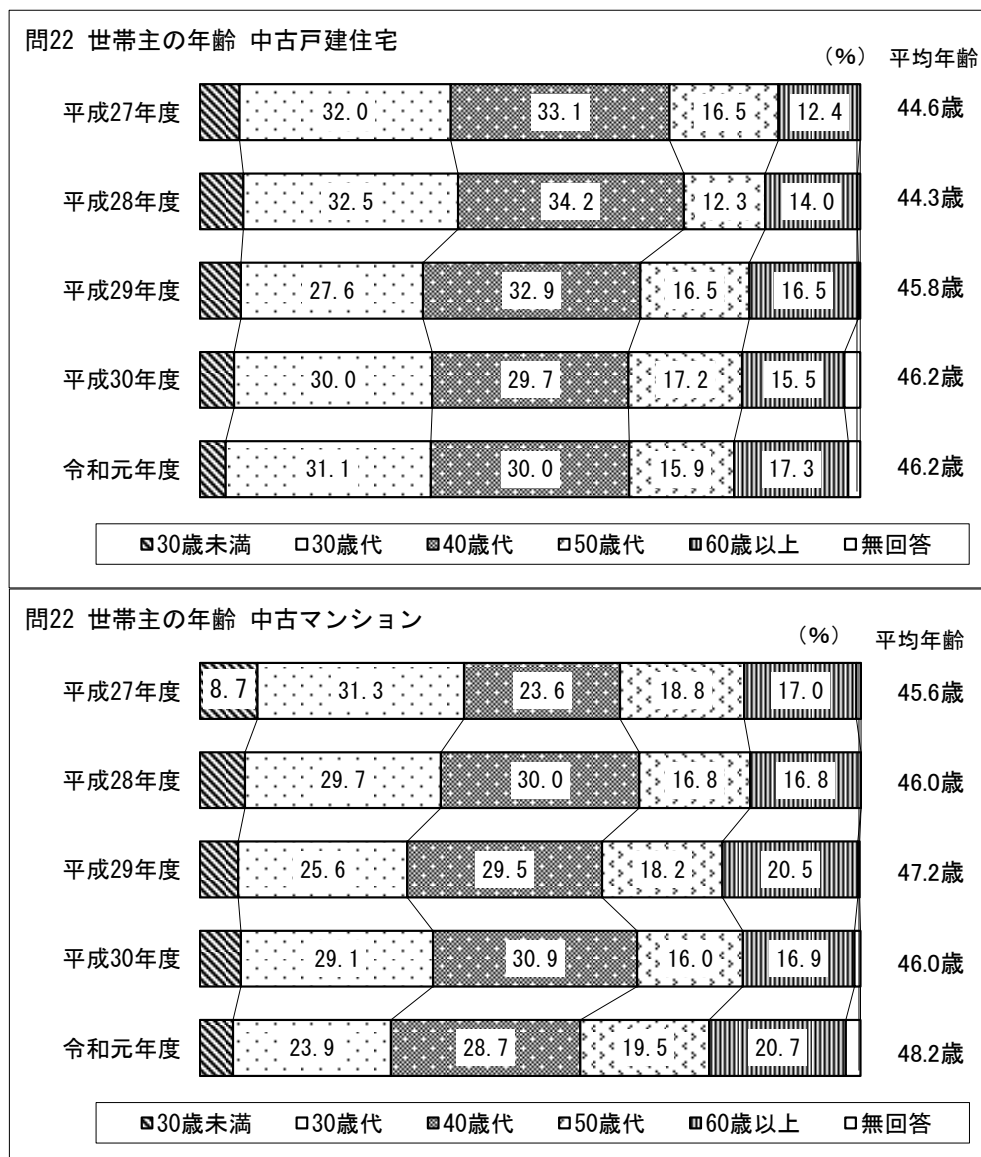 問22 世帯主の年齢 中古戸建住宅
（%） 平均年齢
平成27年度 32.0 33.1 16.5 12.4 44.6歳
平成28年度 32.5 34.2 12.3 14.0 44.3歳
平成29年度 27.6 32.9 16.5 16.5 45.8歳
平成30年度 30.0 29.7 17.2 15.5 46.2歳
令和元年度 31.1 30.0 15.9 17.3 46.2歳
30歳未満 30歳代 40歳代 50歳代 60歳以上 無回答
問22 世帯主の年齢 中古マンション
（%） 平均年齢
平成27年度 8.7 31.3 23.6 18.8 17.0 45.6歳
平成28年度 29.7 30.0 16.8 16.8 46.0歳
平成29年度 25.6 29.5 18.2 20.5 47.2歳
平成30年度 29.1 30.9 16.0 16.9 46.0歳
令和元年度 23.9 28.7 19.5 20.7 48.2歳
30歳未満 30歳代 40歳代 50歳代 60歳以上 無回答